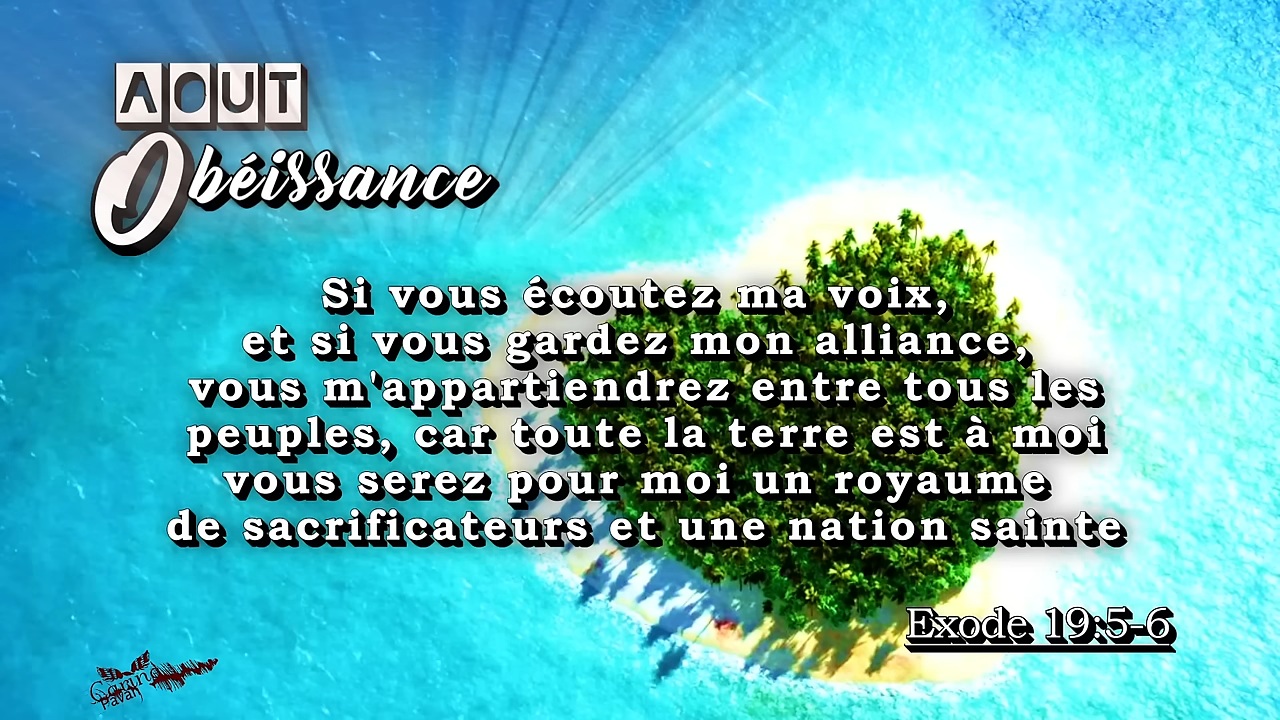 AOUT
Obéissance
Si vous écoutez ma voix,
et si vous gardez mon alliance,
vous m'appartiendrez entre tous les
peuples, car toute la terre est à moi
vous serez pour moi un royaume
de sacrificateurs et une nation sainte
Exode 19:5-6